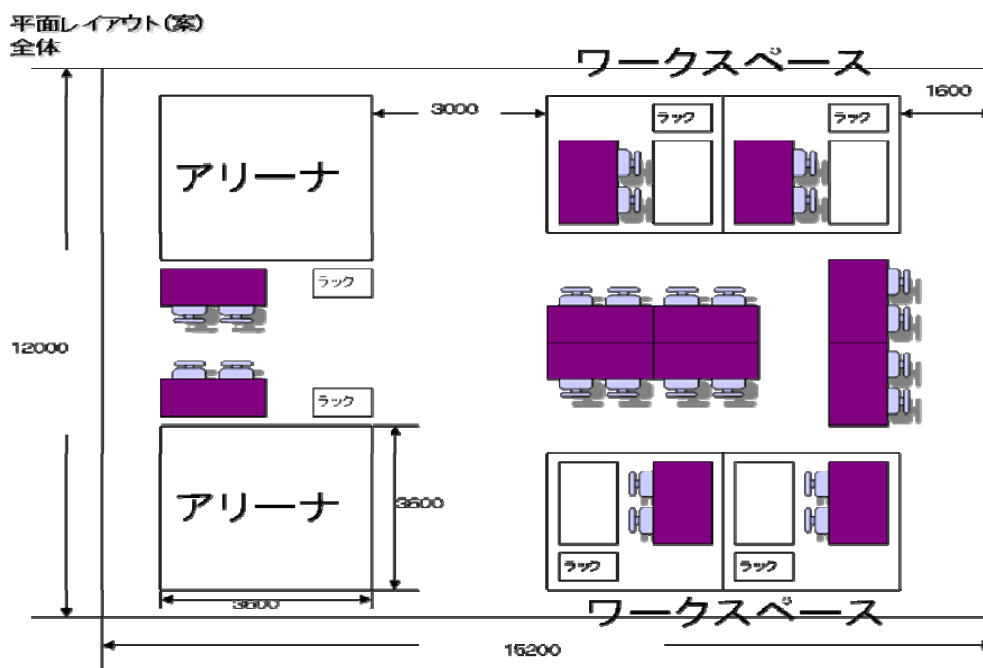 平面レイアウト(案)
全体
ワークスペース
3000
1600
ラック
ラック
アリーナ
ラック
12000
ラック
アリーナ
3600
ラック
ラック
3600
ワークスペース
15200